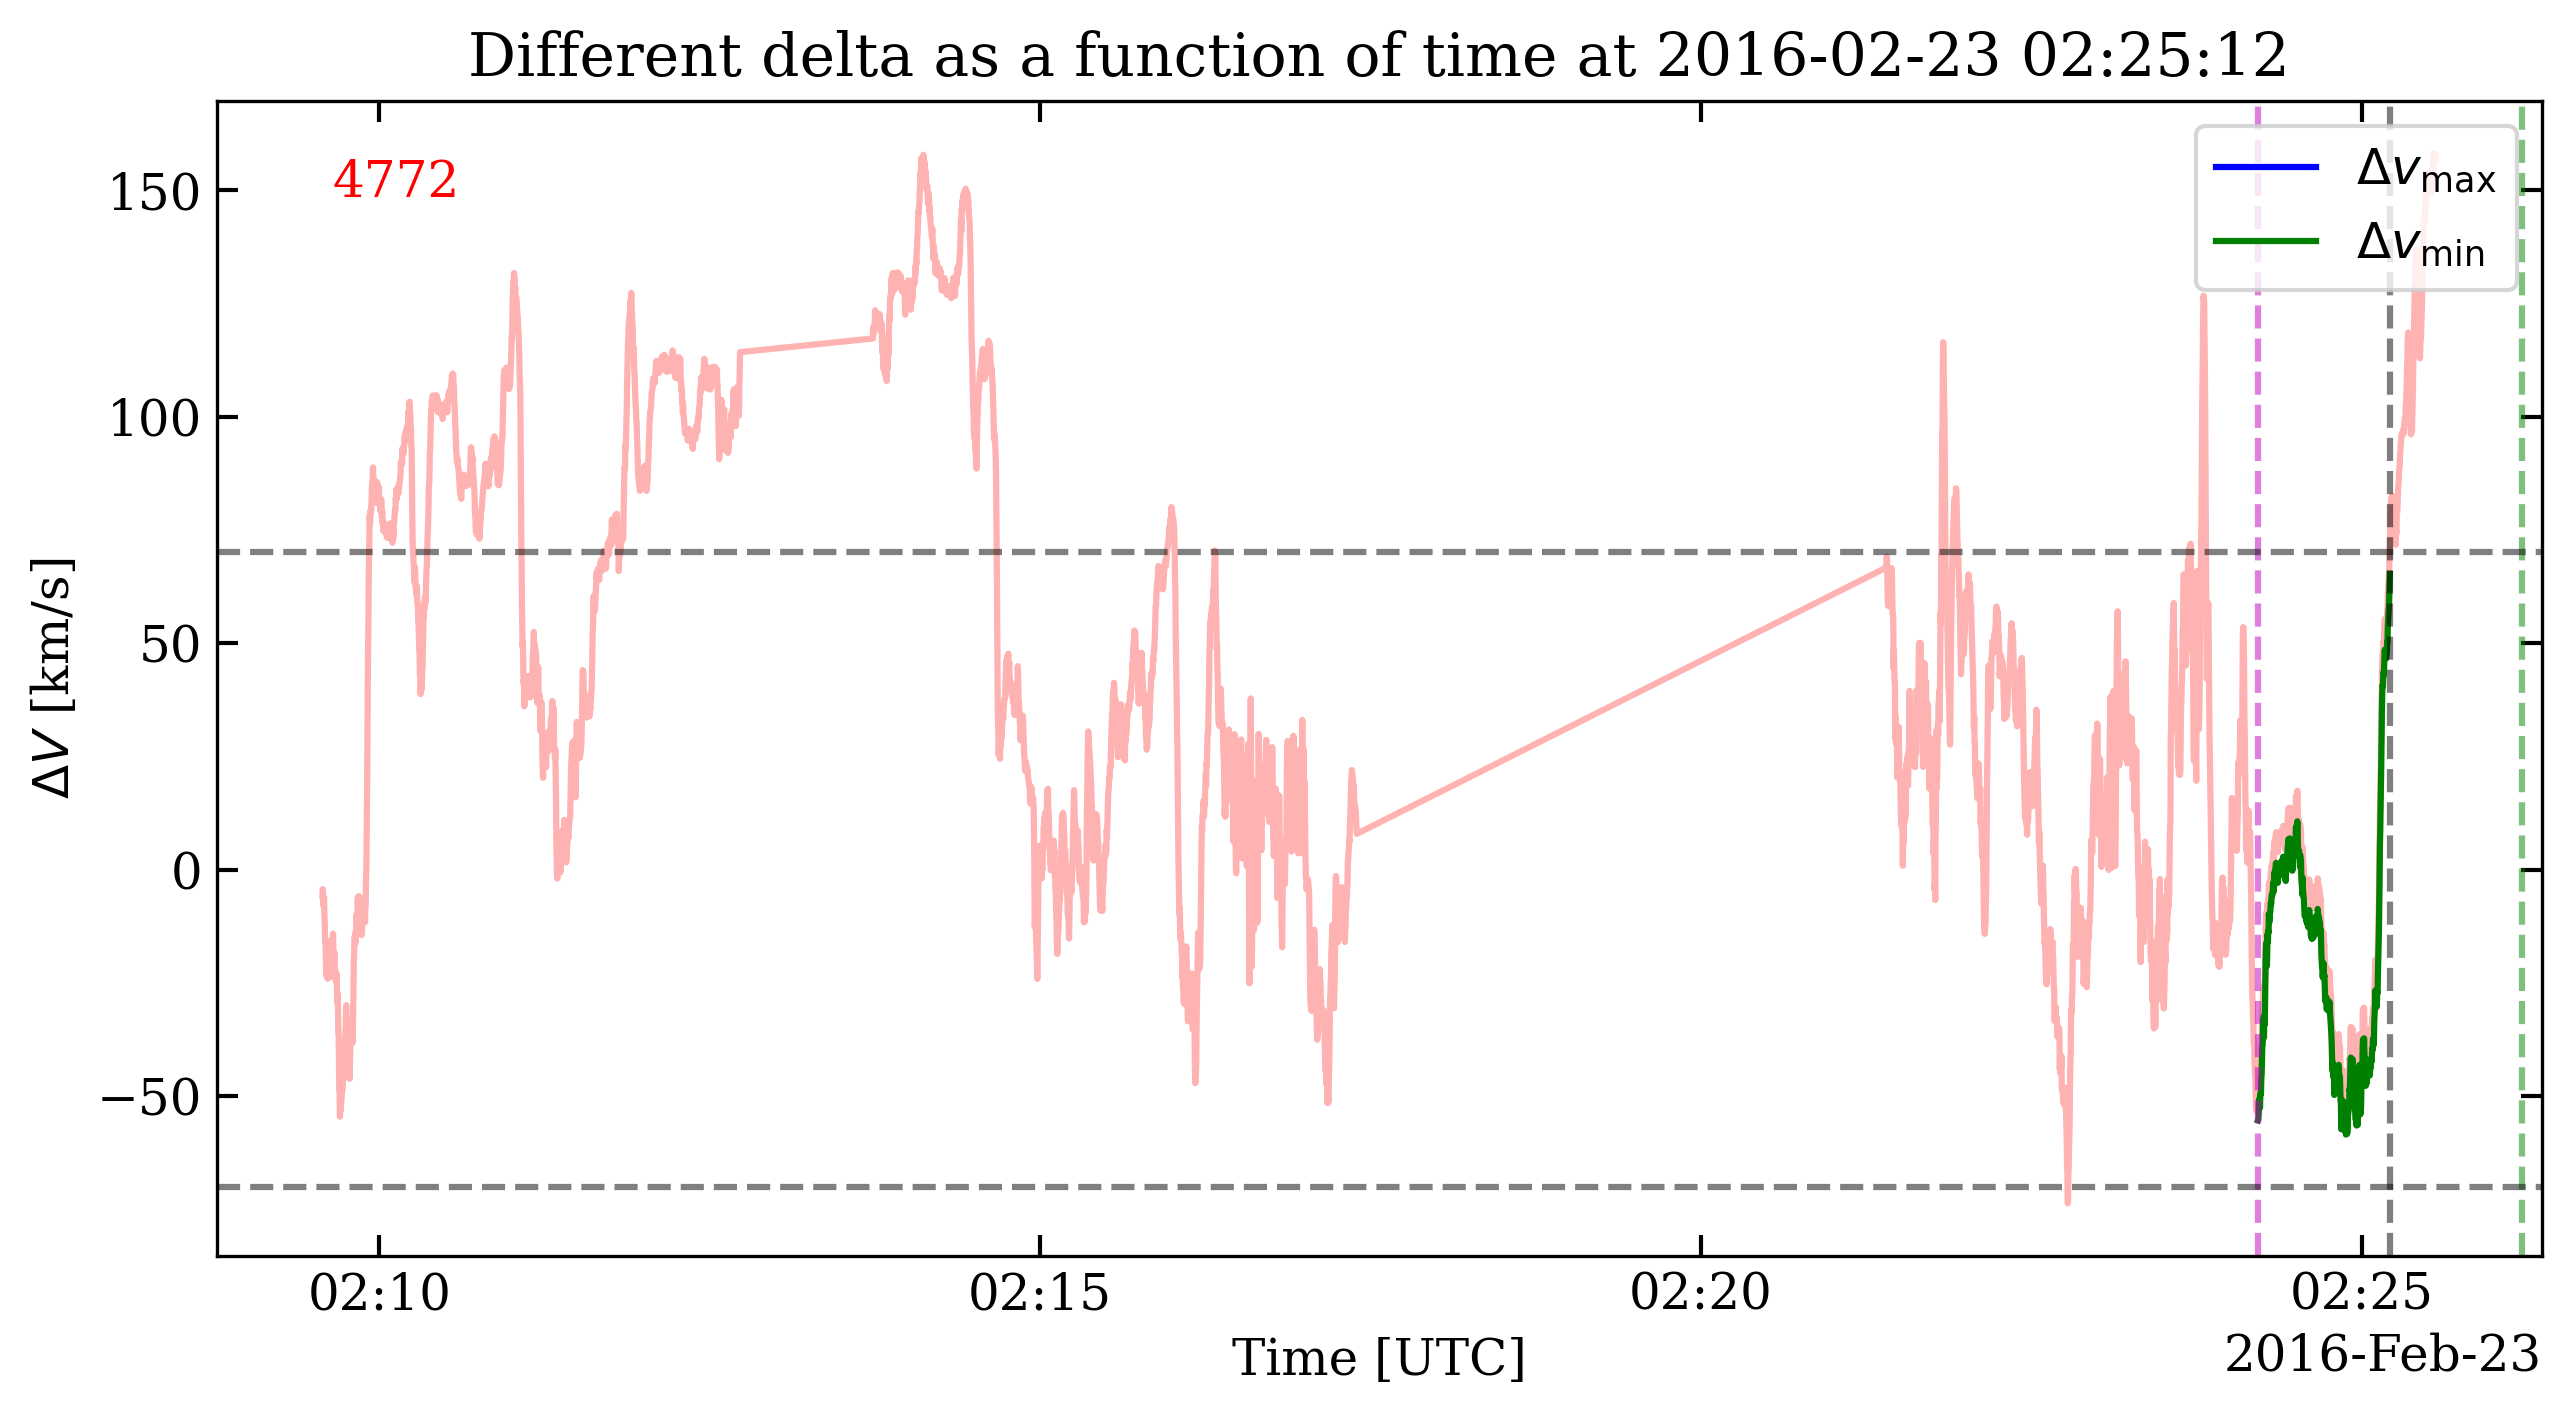 Different delta as a function of time at 2016-02-23 02:25:12
4772
Δv_max
Δv_min
150
100
50
0
−50
ΔV [km/s]
02:10 02:15 02:20 02:25
2016-Feb-23
Time [UTC]